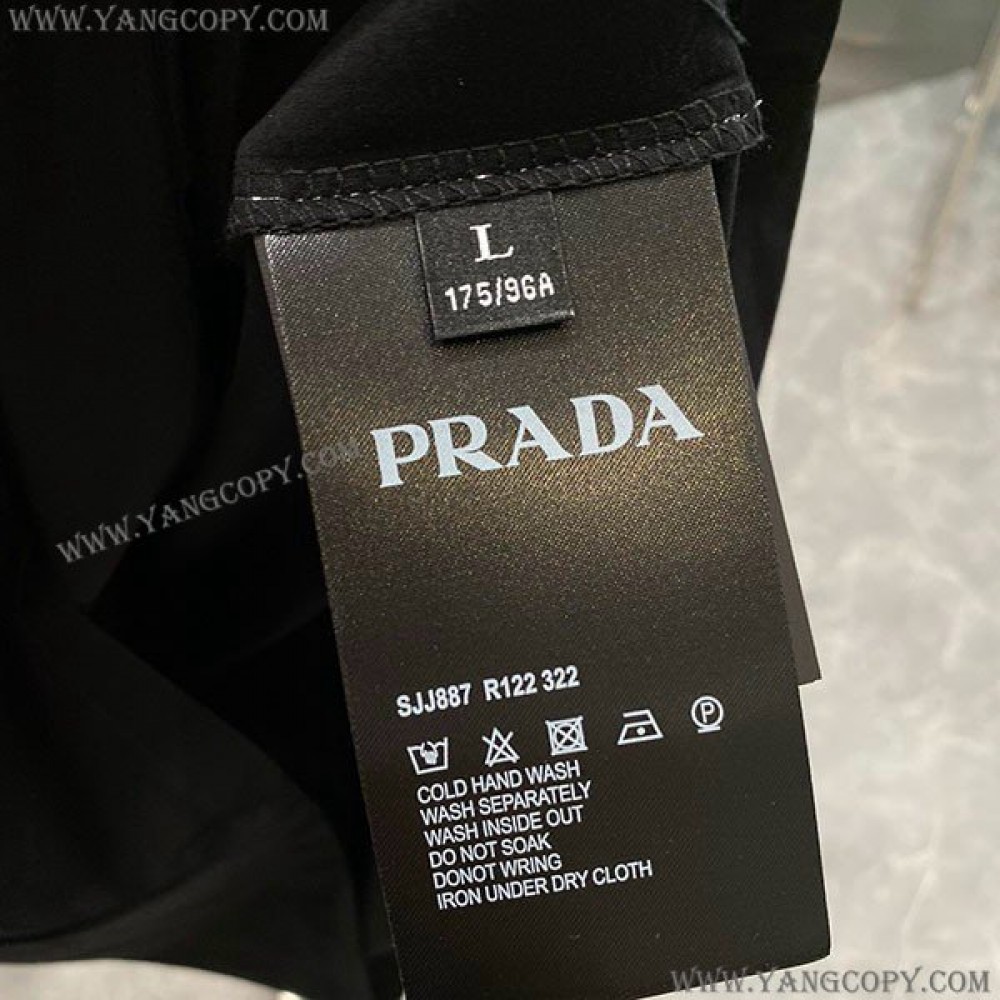 WWW.YANGCOPY.COM
L
175/96A
PRADA
WWW.YANGCOPY.COM
SJJ887 R122 322
P
COLD HAND WASH
WASH SEPARATELY
WASH INSIDE OUT
DO NOT SOAK
DONOT WRING
IRON UNDER DRY CLOTH
WWW.YANGCOPY.COM